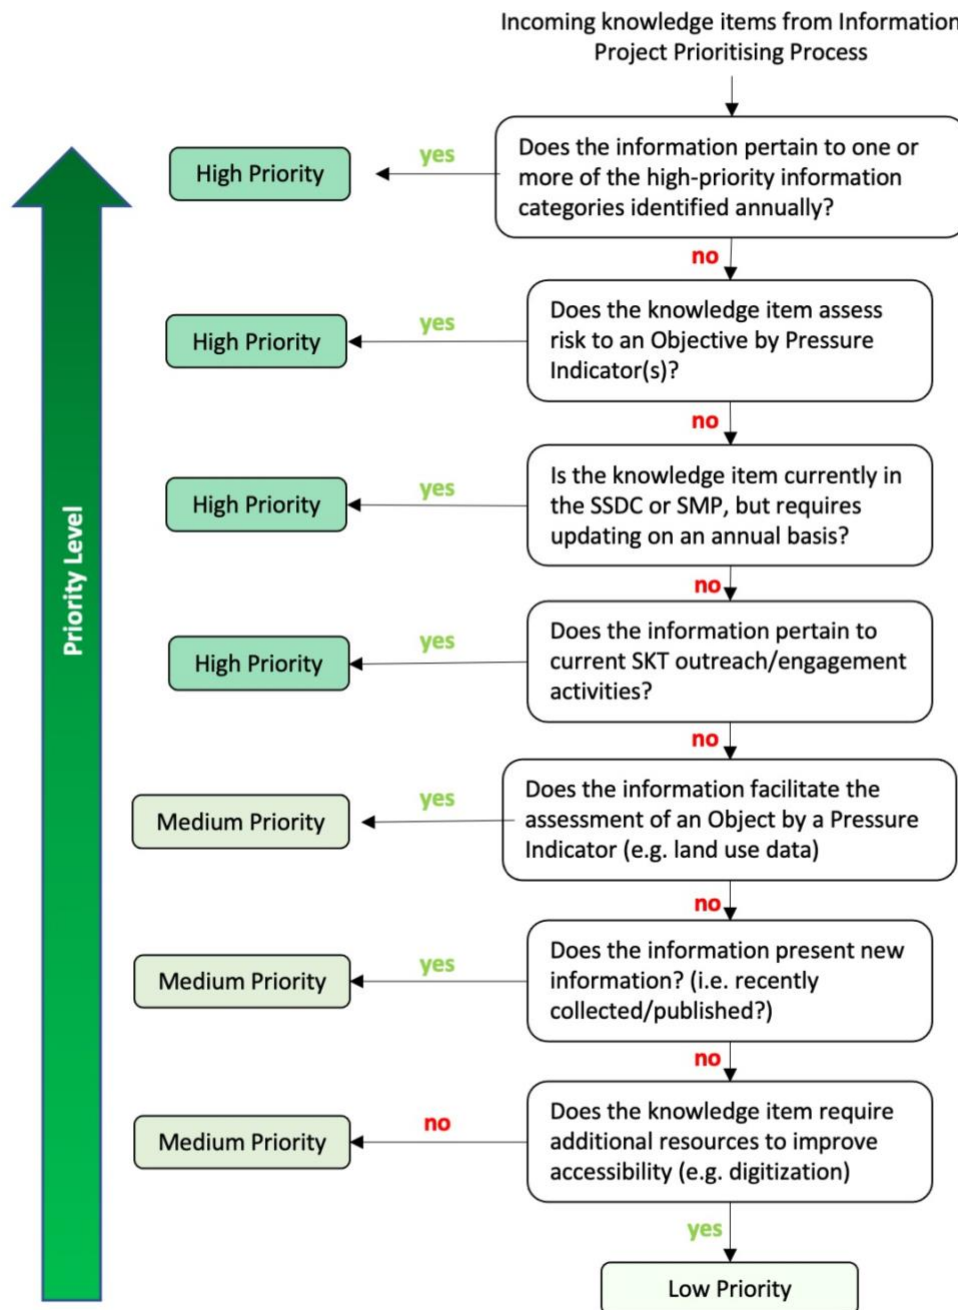 Incoming knowledge items from Information
Project Prioritising Process
Does the information pertain to one or
more of the high-priority information
categories identified annually?
yes
High Priority
no
Does the knowledge item assess
risk to an Objective by Pressure
Indicator(s)?
yes
High Priority
no
Is the knowledge item currently in
the SSDC or SMP, but requires
updating on an annual basis?
yes
High Priority
no
Does the information pertain to
current SKT outreach/engagement
activities?
yes
High Priority
no
Does the information facilitate the
assessment of an Object by a Pressure
Indicator (e.g. land use data)
yes
Medium Priority
no
Does the information present new
information? (i.e. recently
collected/published?)
yes
Medium Priority
no
Does the knowledge item require
additional resources to improve
accessibility (e.g. digitization)
no
Medium Priority
yes
Low Priority
Priority Level